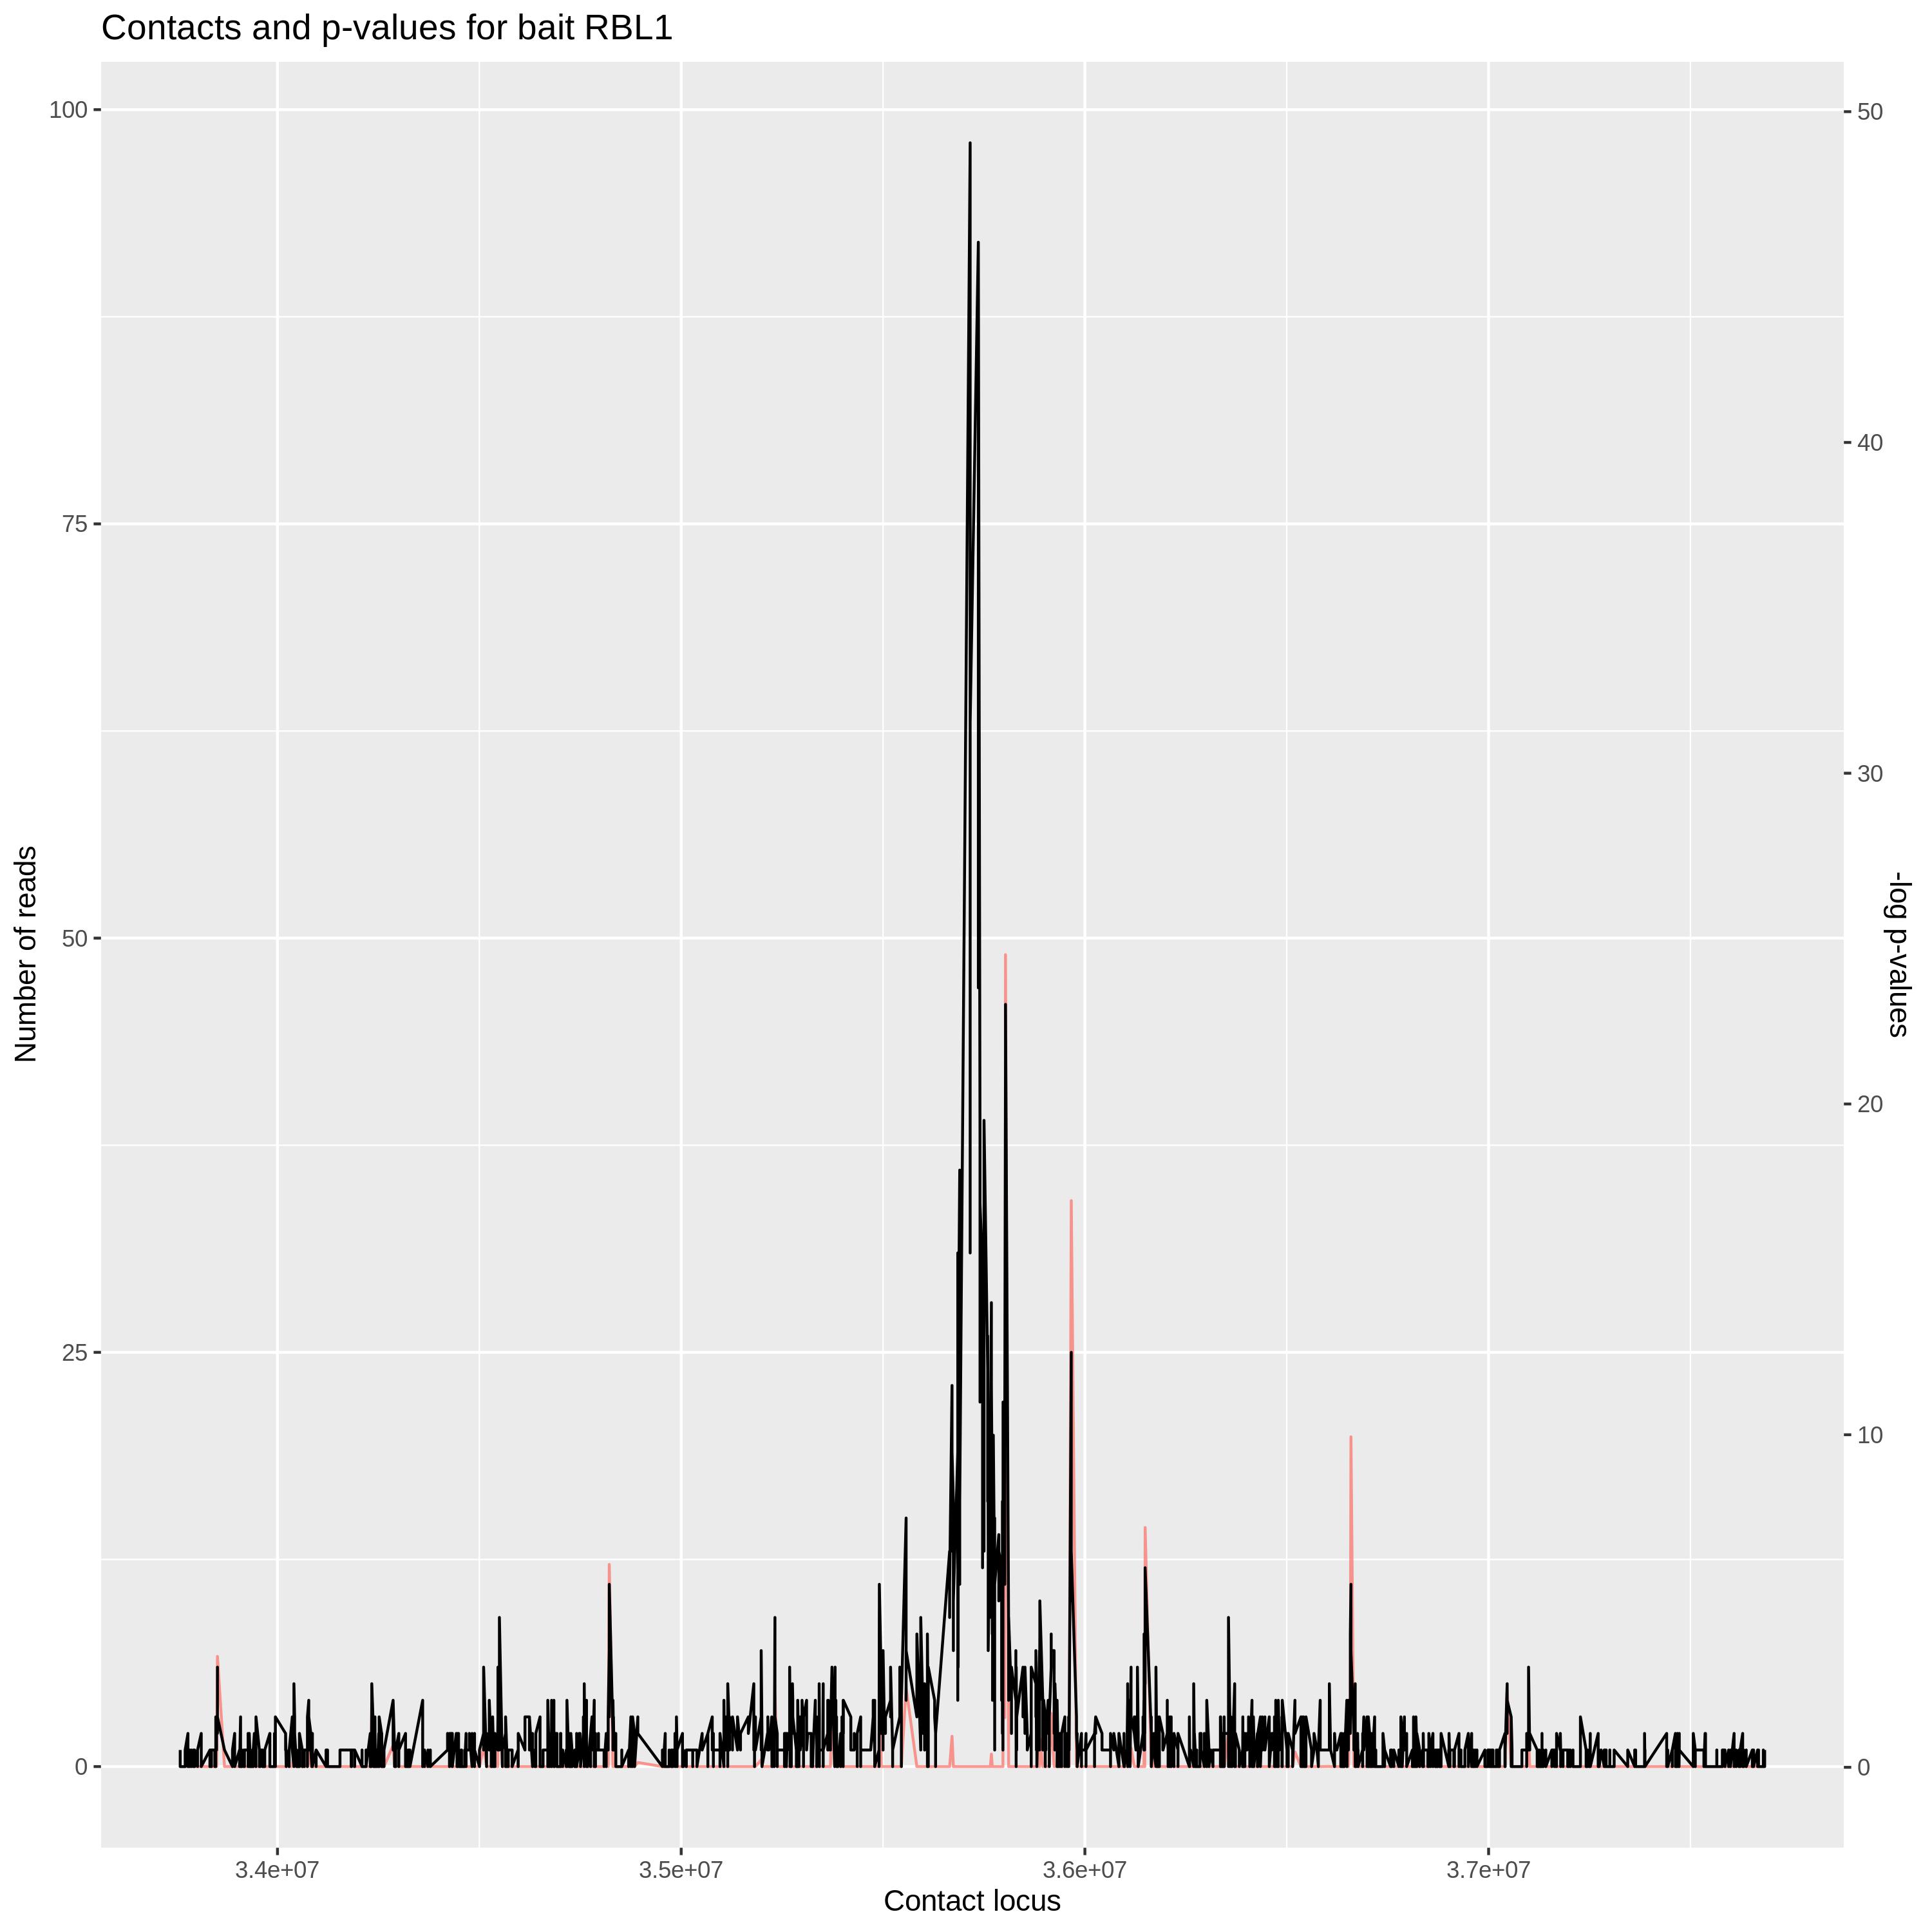 Contacts and p-values for bait RBL1
100
75
50
25
0
50
40
30
20
10
0
Number of reads
-log p-values
3.4e+07 3.5e+07 3.6e+07 3.7e+07
Contact locus